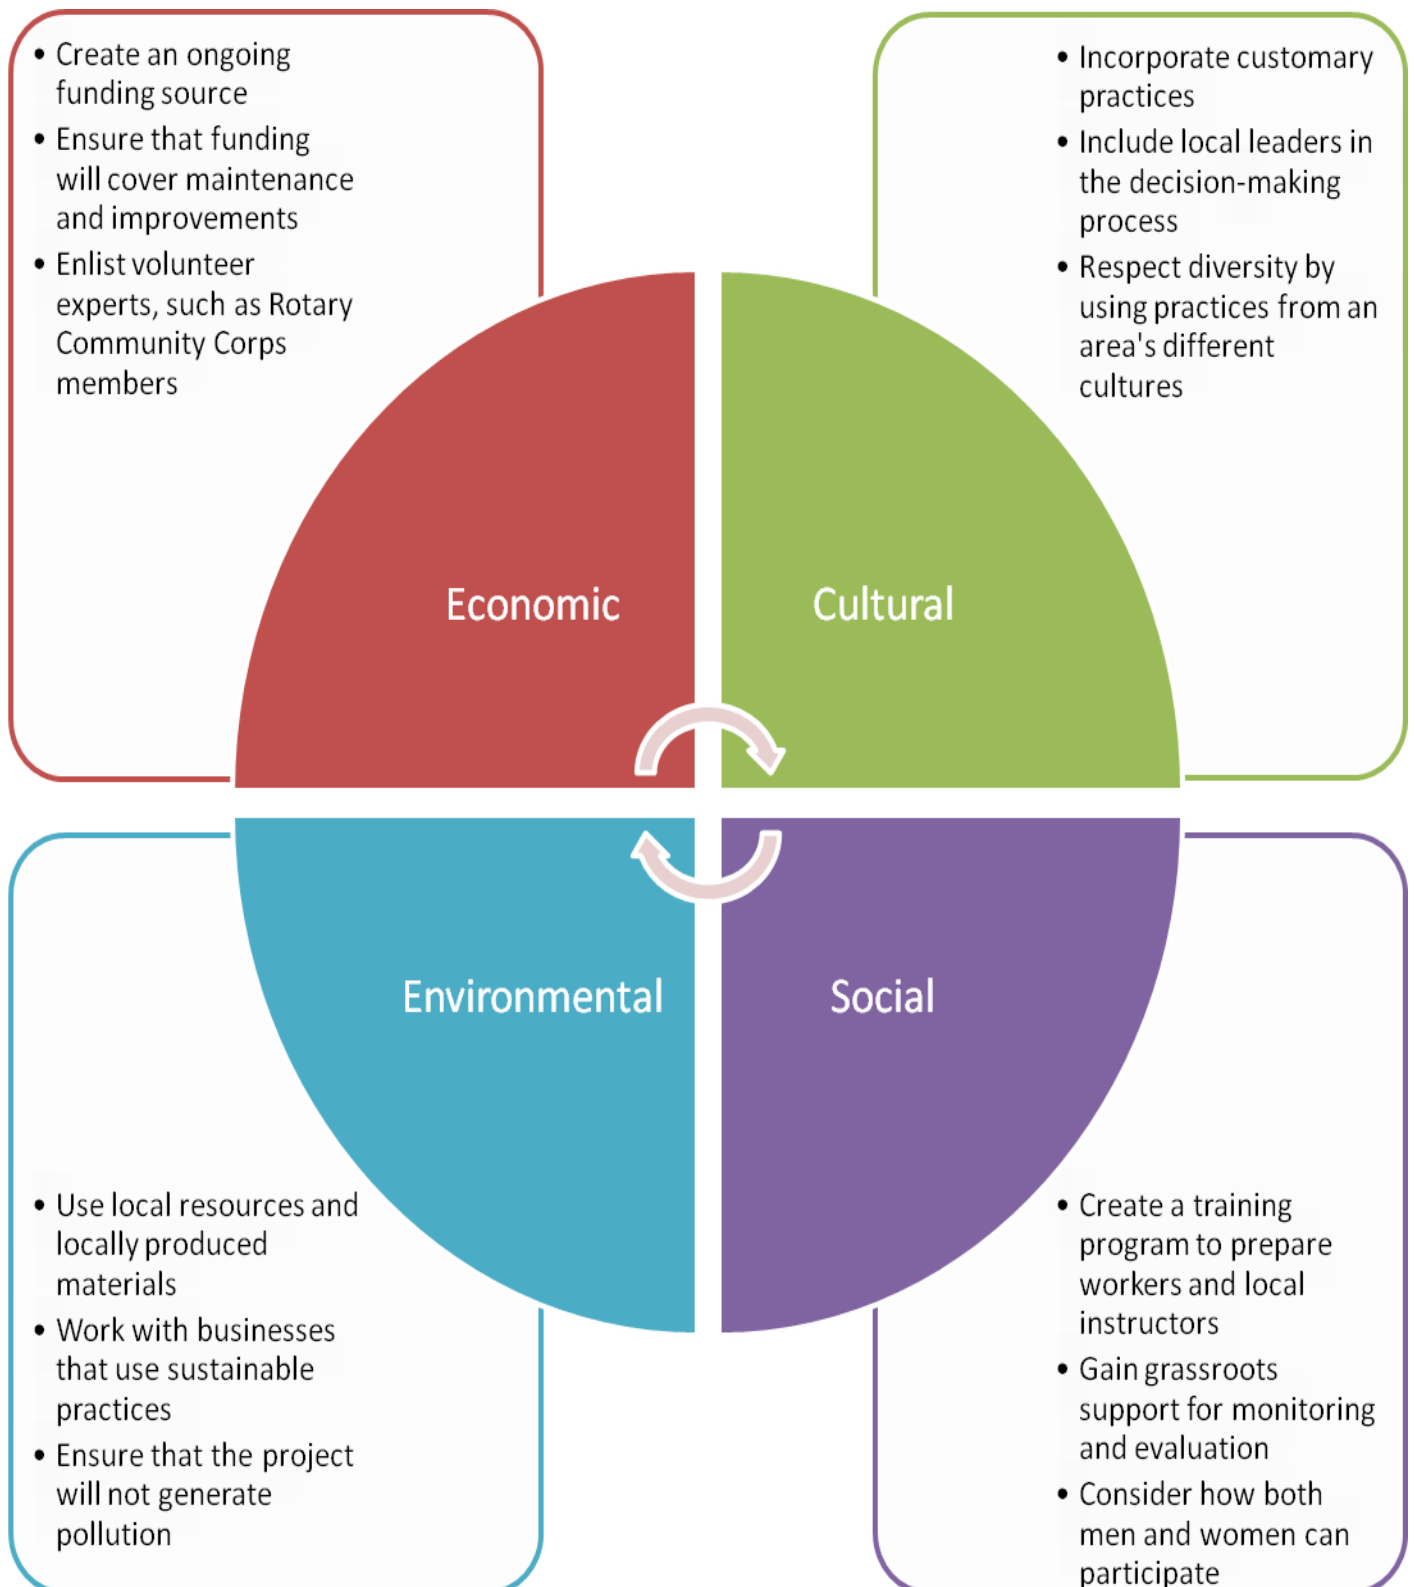 • Create an ongoing
funding source
• Ensure that funding
will cover maintenance
and improvements
• Enlist volunteer
experts, such as Rotary
Community Corps
members
• Incorporate customary
practices
• Include local leaders in
the decision-making
process
• Respect diversity by
using practices from an
area's different
cultures
Economic
Cultural
Environmental
Social
• Use local resources and
locally produced
materials
• Work with businesses
that use sustainable
practices
• Ensure that the project
will not generate
pollution
• Create a training
program to prepare
workers and local
instructors
• Gain grassroots
support for monitoring
and evaluation
• Consider how both
men and women can
participate